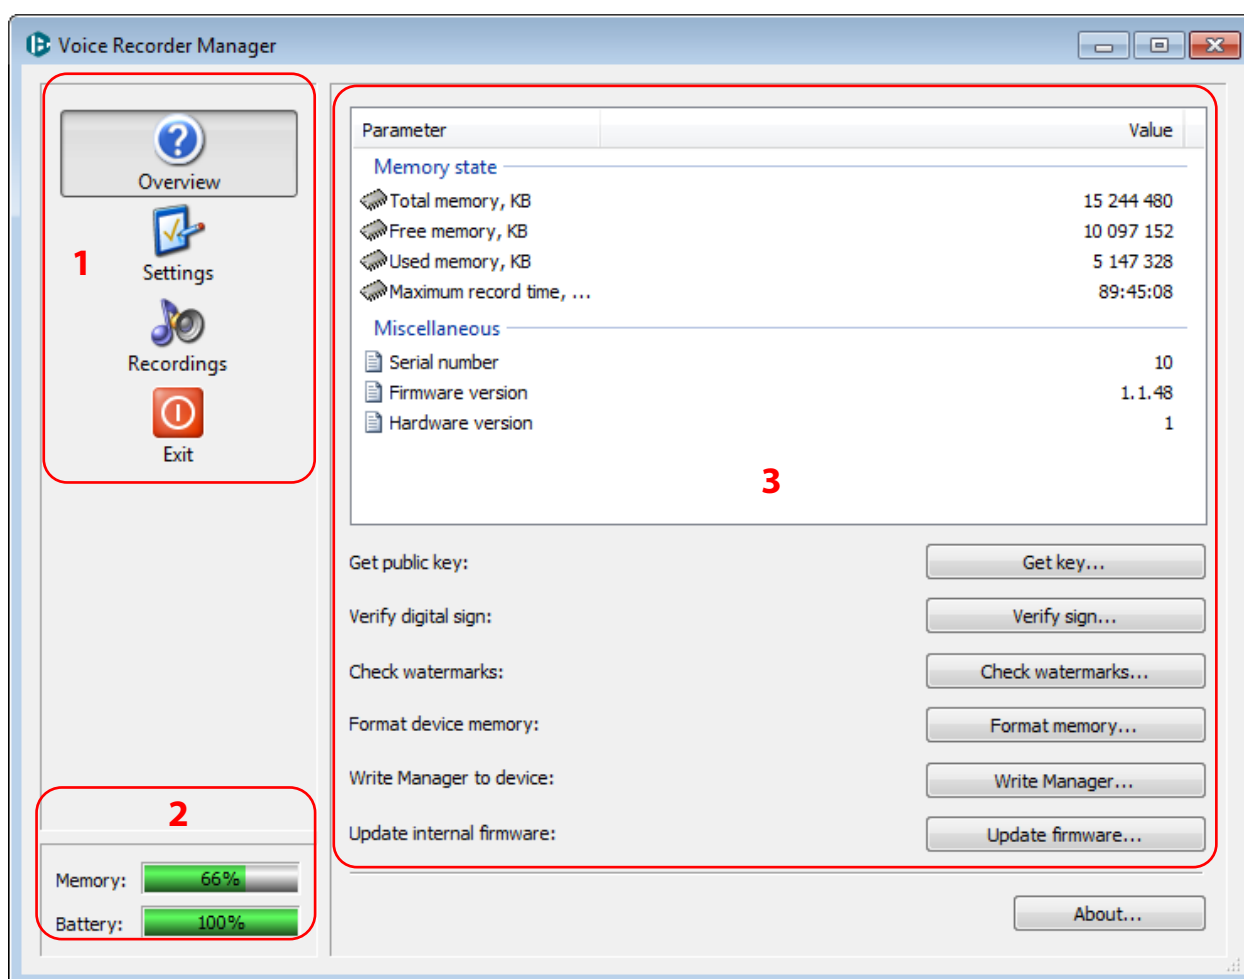 Voice Recorder Manager
1
Overview
Settings
Recordings
Exit
2
Memory: 66%
Battery: 100%
Parameter Value
Memory state
Total memory, KB 15 244 480
Free memory, KB 10 097 152
Used memory, KB 5 147 328
Maximum record time, ... 89:45:08
Miscellaneous
Serial number 10
Firmware version 1.1.48
Hardware version 1
3
Get public key: Get key...
Verify digital sign: Verify sign...
Check watermarks: Check watermarks...
Format device memory: Format memory...
Write Manager to device: Write Manager...
Update internal firmware: Update firmware...
About...